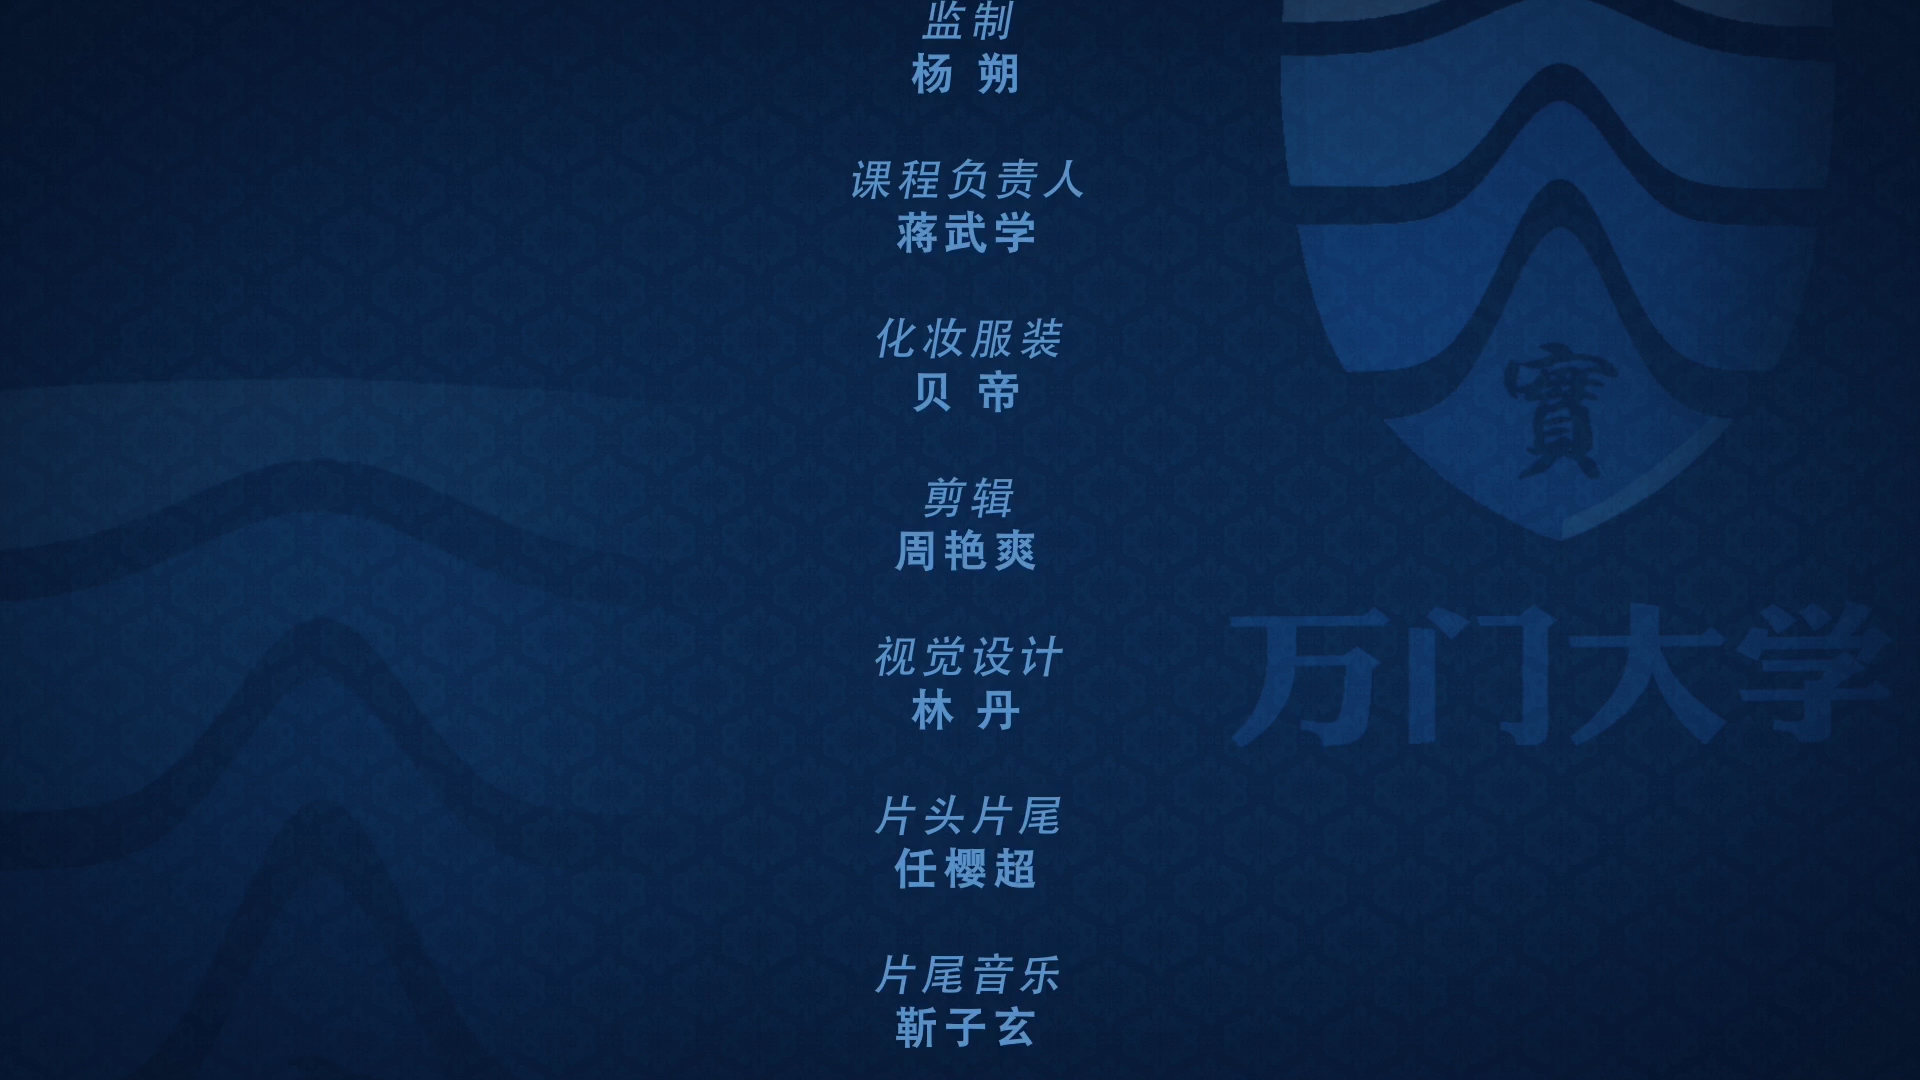 监制
杨 朔
课程负责人
蒋武学
化妆服装
贝 帝
剪辑
周艳爽
视觉设计
林 丹
片头片尾
任樱超
片尾音乐
靳子玄
實
万门大学